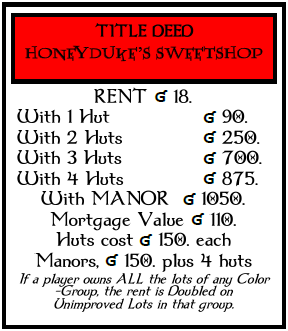 TITLE DEED
HONEYDUKE'S SWEETSHOP
RENT G 18.
With 1 Hut G 90.
With 2 Huts G 250.
With 3 Huts G 700.
With 4 Huts G 875.
With MANOR G 1050.
Mortgage Value G 110.
Huts cost G 150. each
Manors, G 150. plus 4 huts
If a player owns ALL the lots of any Color
-Group, the rent is Doubled on
Unimproved Lots in that group.